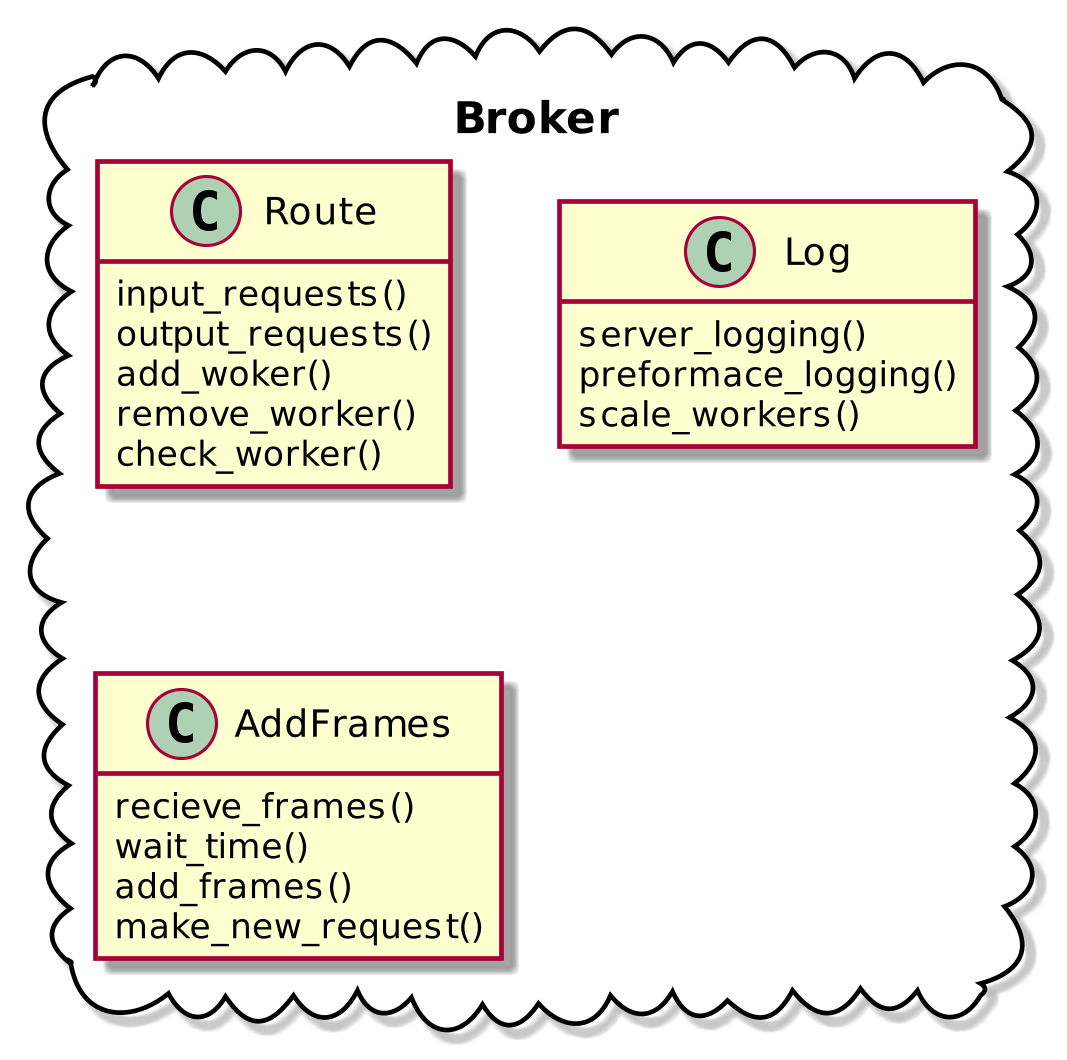 Broker
C Route
input_requests()
output_requests()
add_woker()
remove_worker()
check_worker()
C Log
server_logging()
preformace_logging()
scale_workers()
C AddFrames
recieve_frames()
wait_time()
add_frames()
make_new_request()